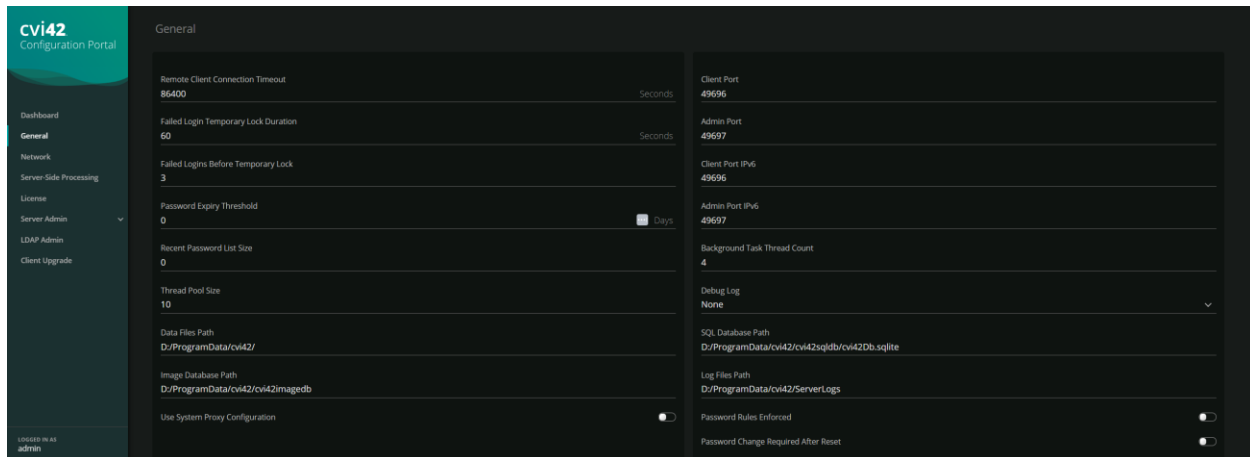 cvi42
Configuration Portal
Dashboard
General
Network
Server-Side Processing
License
Server Admin
LDAP Admin
Client Upgrade
LOGGED IN AS
admin
General
Remote Client Connection Timeout
86400 Seconds
Failed Login Temporary Lock Duration
60 Seconds
Failed Logins Before Temporary Lock
3
Password Expiry Threshold
0 Days
Recent Password List Size
0
Thread Pool Size
10
Data Files Path
D:/ProgramData/cvi42/
Image Database Path
D:/ProgramData/cvi42/cvi42imagedb
Use System Proxy Configuration
Client Port
49696
Admin Port
49697
Client Port IPv6
49696
Admin Port IPv6
49697
Background Task Thread Count
4
Debug Log
None
SQL Database Path
D:/ProgramData/cvi42/cvi42sqldb/cvi42Db.sqlite
Log Files Path
D:/ProgramData/cvi42/ServerLogs
Password Rules Enforced
Password Change Required After Reset